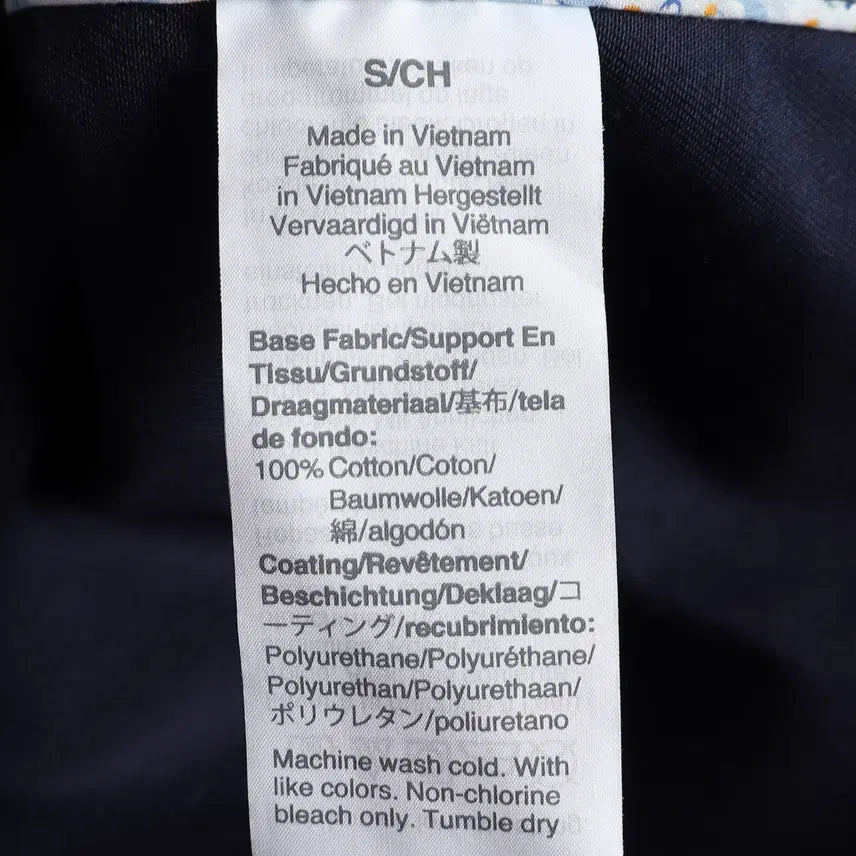 S/CH
Made in Vietnam
Fabriqué au Vietnam
in Vietnam Hergestellt
Vervaardigd in Viëtnam
ベトナム製
Hecho en Vietnam
Base Fabric/Support En
Tissu/Grundstoff/
Draagmateriaal/基布/tela
de fondo:
100% Cotton/Coton/
Baumwolle/Katoen/
綿/algodón
Coating/Revêtement/
Beschichtung/Deklaag/コ
ーティング/recubrimiento:
Polyurethane/Polyuréthane/
Polyurethan/Polyurethaan/
ポリウレタン/poliuretano
Machine wash cold. With
like colors. Non-chlorine
bleach only. Tumble dry